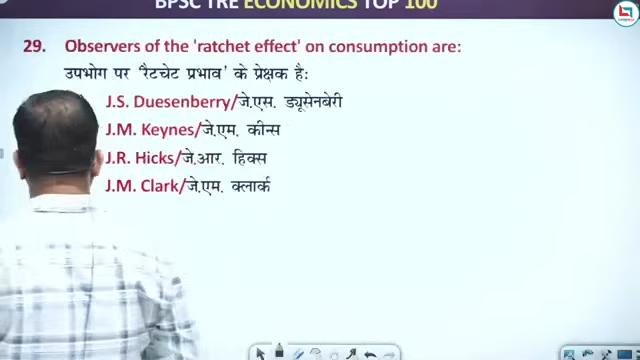 BPSC TRE ECONOMICS TOP 100
29. Observers of the 'ratchet effect' on consumption are:
उपभोग पर 'रैटचेट प्रभाव' के प्रेक्षक है:
J.S. Duesenberry/जे.एस. ड्यूसेनबेरी
J.M. Keynes/जे.एम. कीन्स
J.R. Hicks/जे.आर. हिक्स
J.M. Clark/जे.एम. क्लार्क